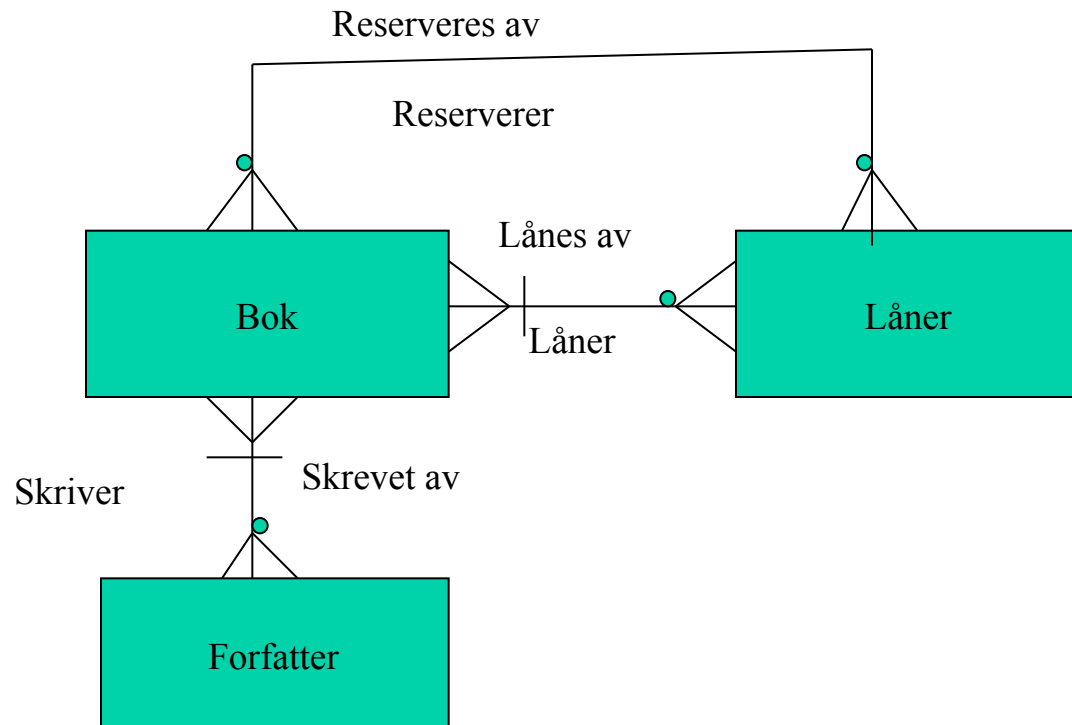 Reserveres av
Reserverer
Lånes av
Bok
Låner
Låner
Skrevet av
Skriver
Forfatter